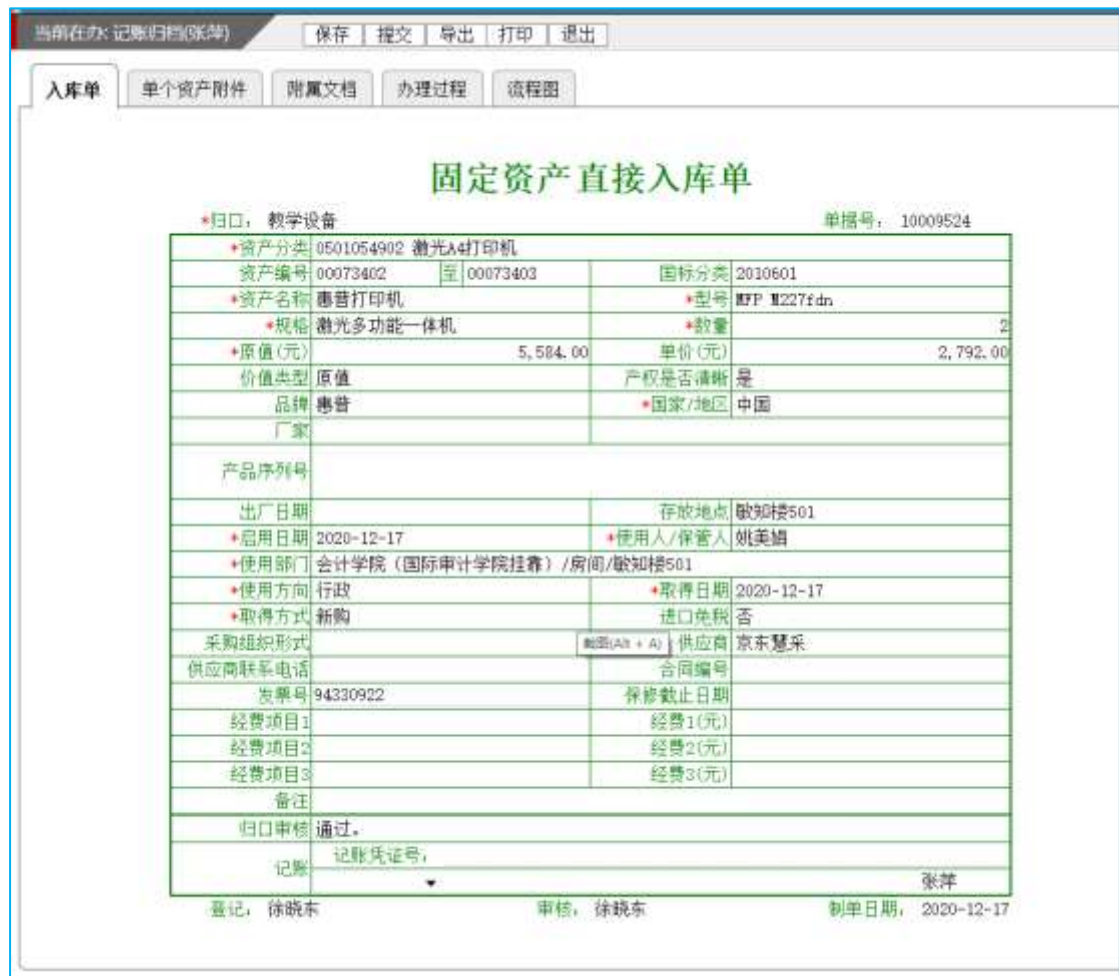 当前在办: 记账归档(张萍) 保存 提交 导出 打印 退出
入库单 单个资产附件 附属文档 办理过程 流程图
固定资产直接入库单
*归口: 教学设备 单据号: 10009524
*资产分类 0501054902 激光A4打印机
资产编号 00073402 至 00073403 国标分类 2010601
*资产名称 惠普打印机 *型号 MFP M227fdn
*规格 激光多功能一体机 *数量 2
*原值(元) 5,584.00 单价(元) 2,792.00
价值类型 原值 产权是否清晰 是
品牌 惠普 *国家/地区 中国
厂家
产品序列号
出厂日期 存放地点 敏知楼501
*启用日期 2020-12-17 *使用人/保管人 姚美娟
*使用部门 会计学院（国际审计学院挂靠）/房间/敏知楼501
*使用方向 行政 *取得日期 2020-12-17
*取得方式 新购 进口免税 否
采购组织形式 截图(Alt + A) 供应商 京东慧采
供应商联系电话 合同编号
发票号 94330922 保修截止日期
经费项目1 经费1(元)
经费项目2 经费2(元)
经费项目3 经费3(元)
备注
归口审核 通过。
记账 记账凭证号:
张萍
登记: 徐晓东 审核: 徐晓东 制单日期: 2020-12-17